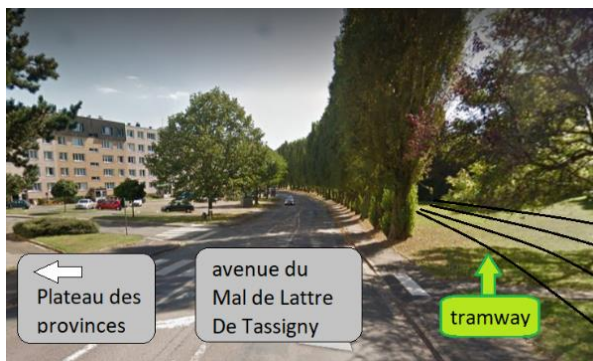 Plateau des
provinces
avenue du
Mal de Lattre
De Tassigny
tramway